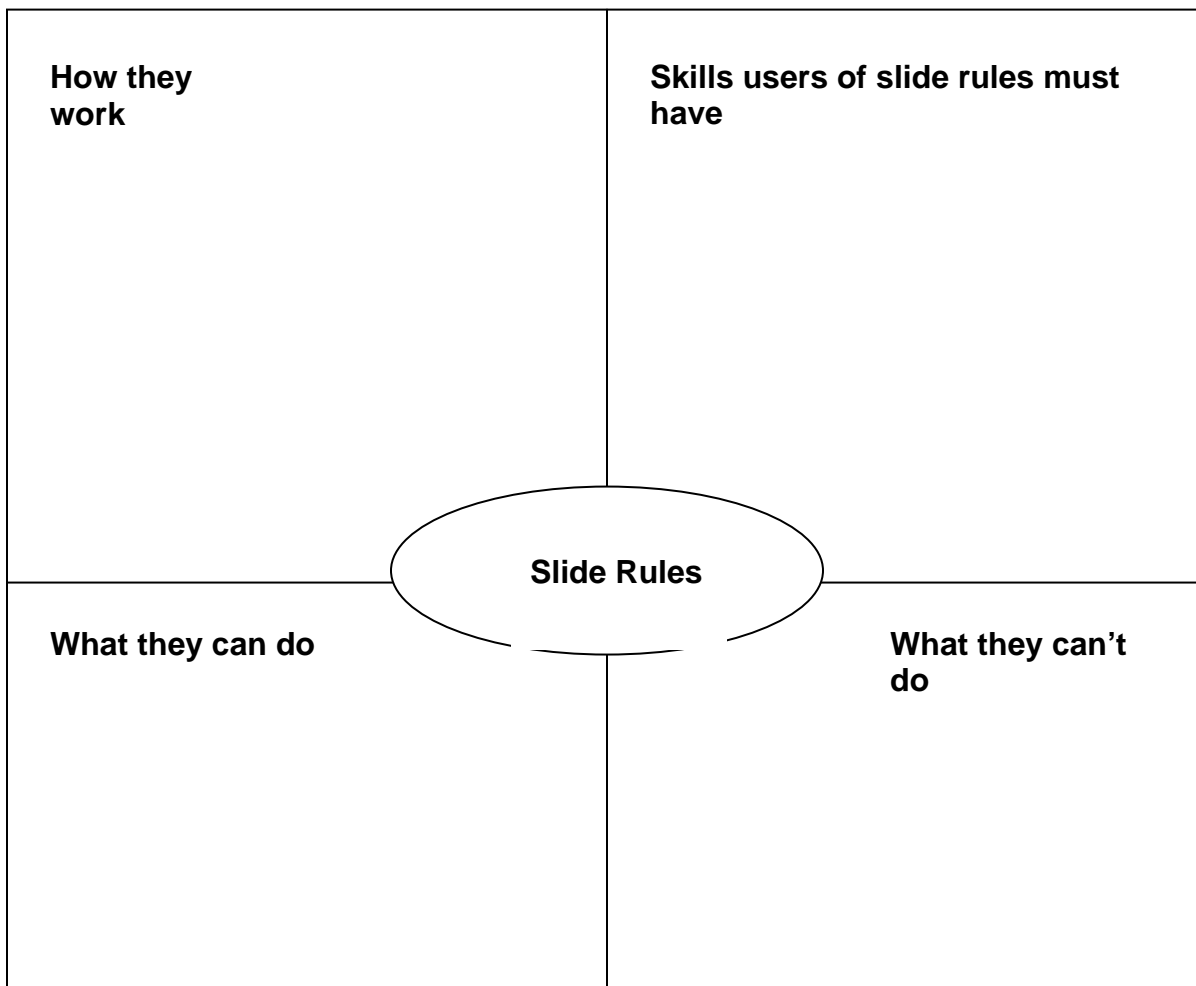 How they
work
Skills users of slide rules must
have
Slide Rules
What they can do
What they can’t
do